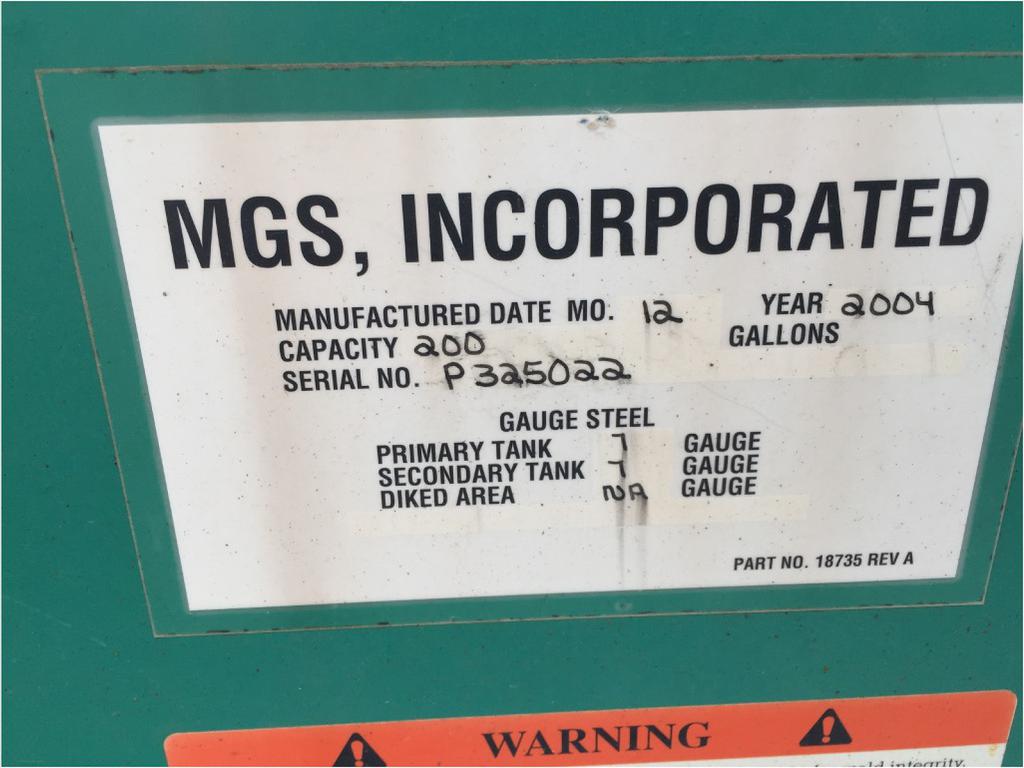 MGS, INCORPORATED
MANUFACTURED DATE MO. 12 YEAR 2004
CAPACITY 200 GALLONS
SERIAL NO. P325022
GAUGE STEEL
PRIMARY TANK 7 GAUGE
SECONDARY TANK 7 GAUGE
DIKED AREA NA GAUGE
PART NO. 18735 REV A
WARNING
integrity,